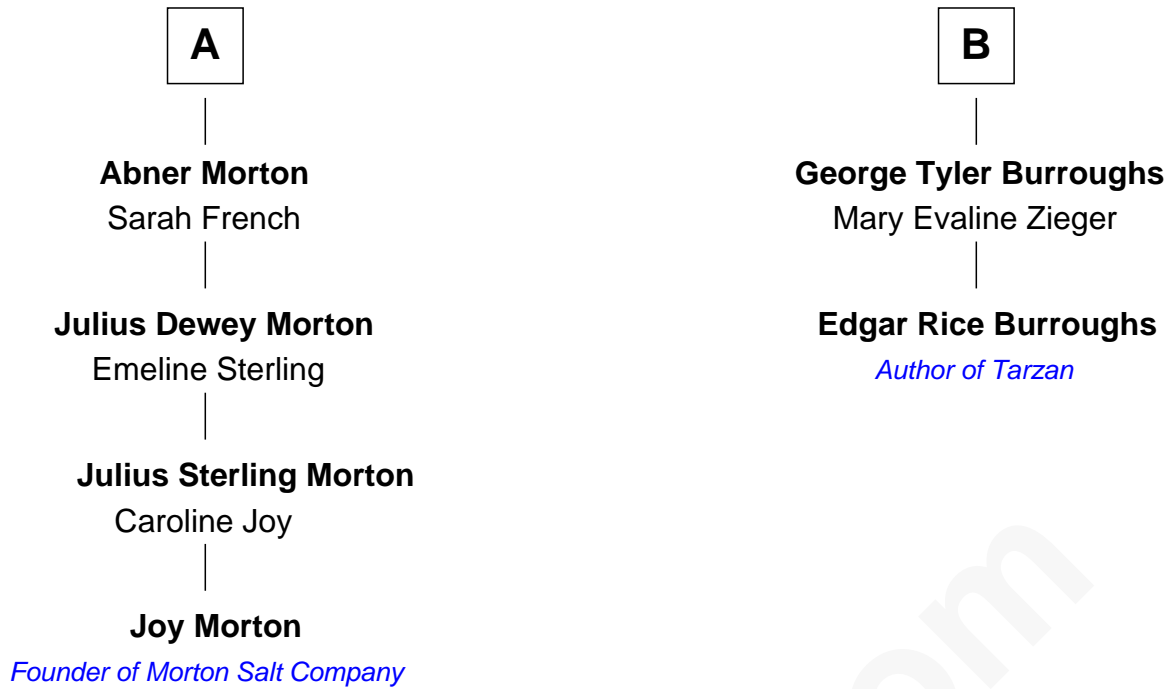 A
Abner Morton
Sarah French
Julius Dewey Morton
Emeline Sterling
Julius Sterling Morton
Caroline Joy
Joy Morton
Founder of Morton Salt Company
B
George Tyler Burroughs
Mary Evaline Zieger
Edgar Rice Burroughs
Author of Tarzan
om